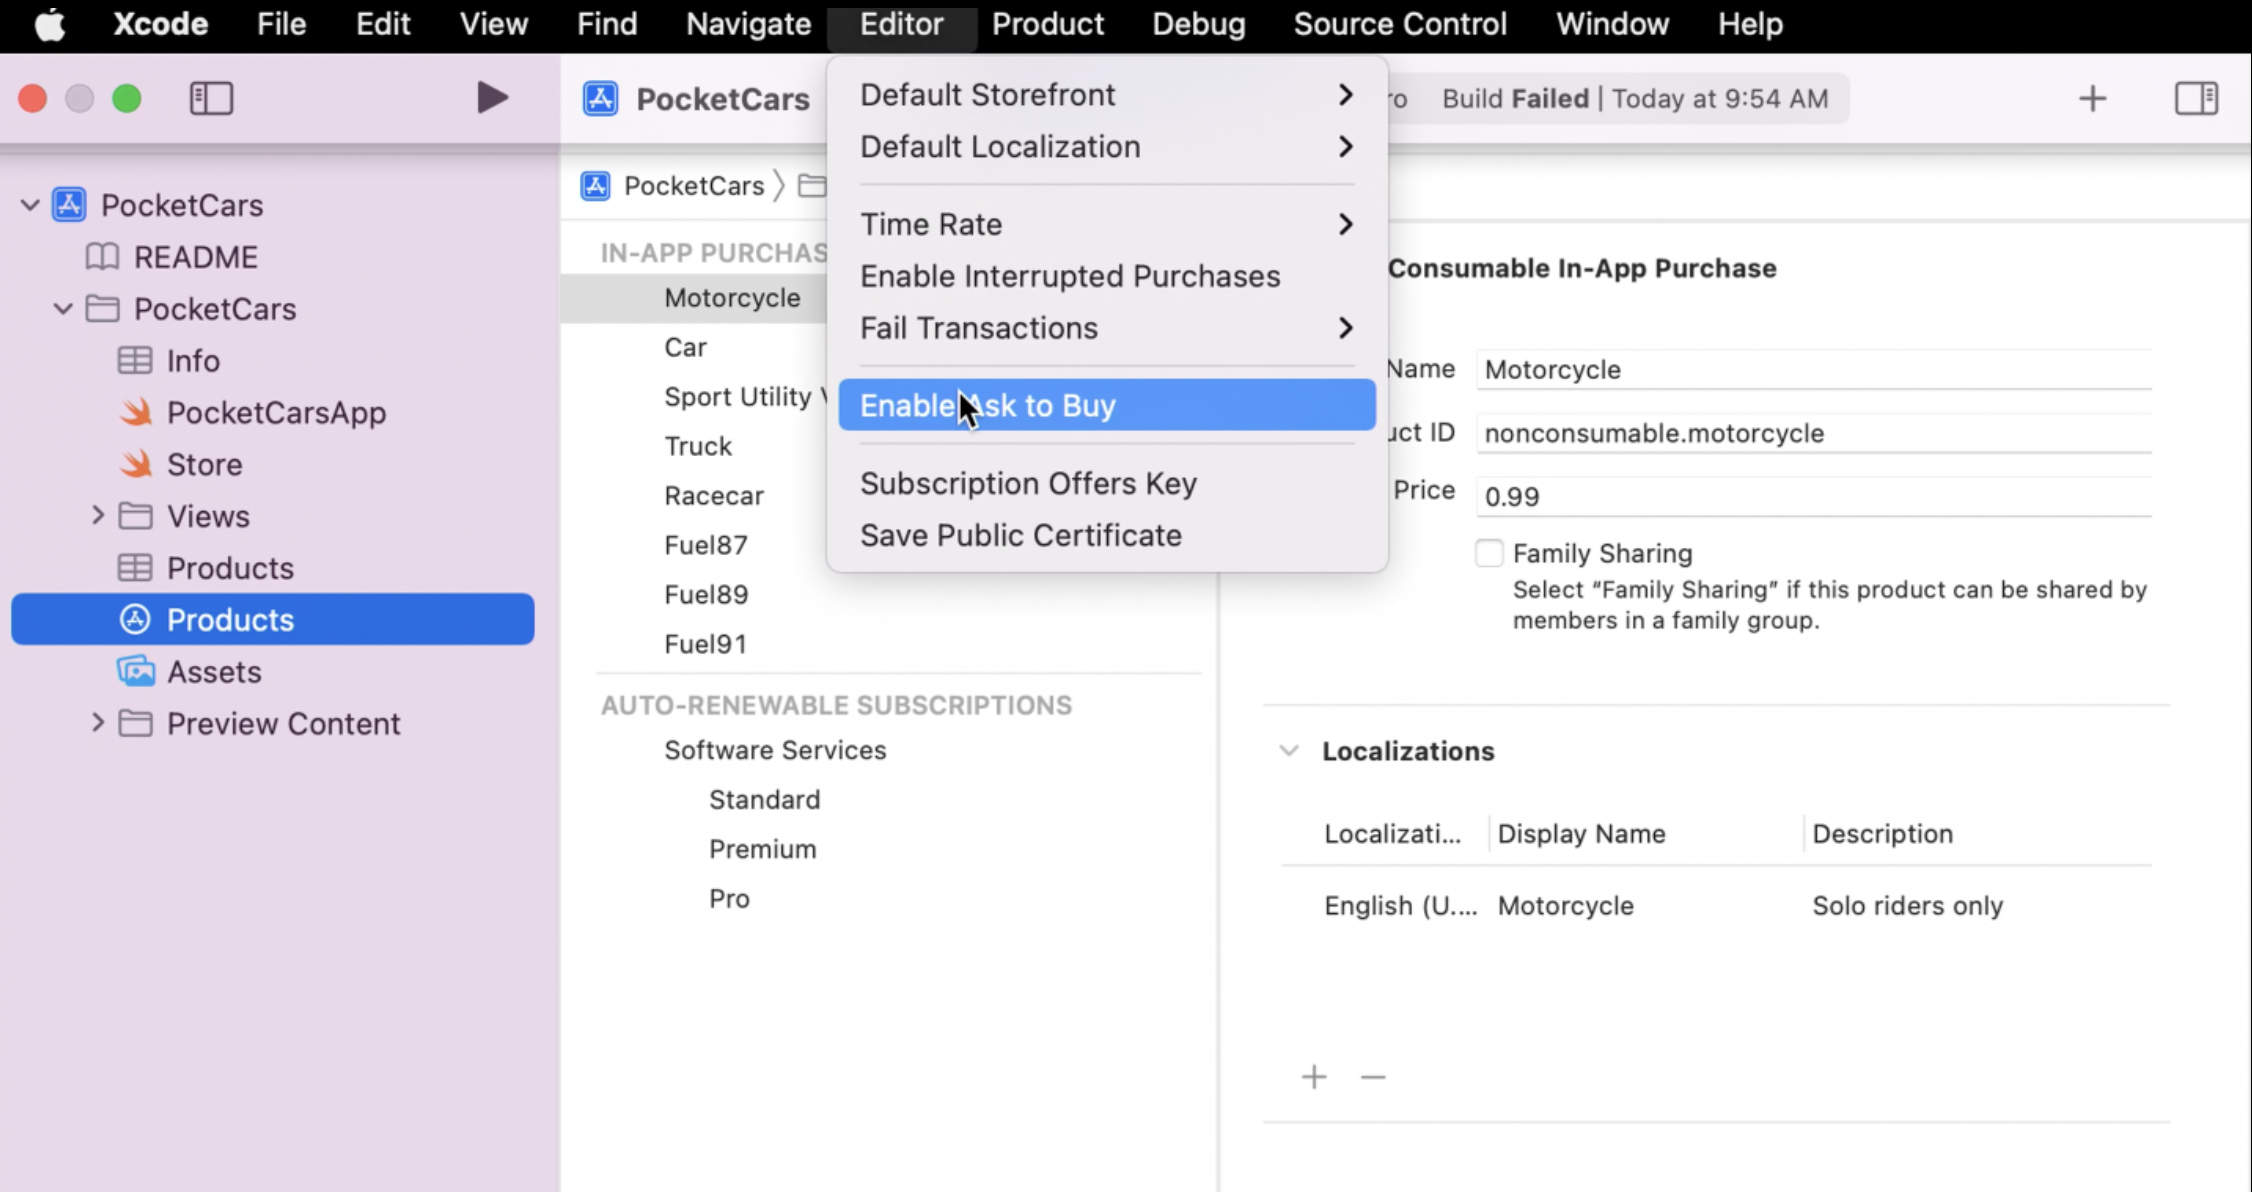 Xcode File Edit View Find Navigate Editor Product Debug Source Control Window Help
PocketCars
Build Failed | Today at 9:54 AM
PocketCars
README
PocketCars
Info
PocketCarsApp
Store
Views
Products
Products
Assets
Preview Content
PocketCars
IN-APP PURCHAS
Motorcycle
Car
Sport Utility
Truck
Racecar
Fuel87
Fuel89
Fuel91
AUTO-RENEWABLE SUBSCRIPTIONS
Software Services
Standard
Premium
Pro
Default Storefront
Default Localization
Time Rate
Enable Interrupted Purchases
Fail Transactions
Enable Ask to Buy
Subscription Offers Key
Save Public Certificate
Consumable In-App Purchase
Name Motorcycle
uct ID nonconsumable.motorcycle
Price 0.99
Family Sharing
Select “Family Sharing” if this product can be shared by
members in a family group.
Localizations
Localizati... Display Name Description
English (U.... Motorcycle Solo riders only